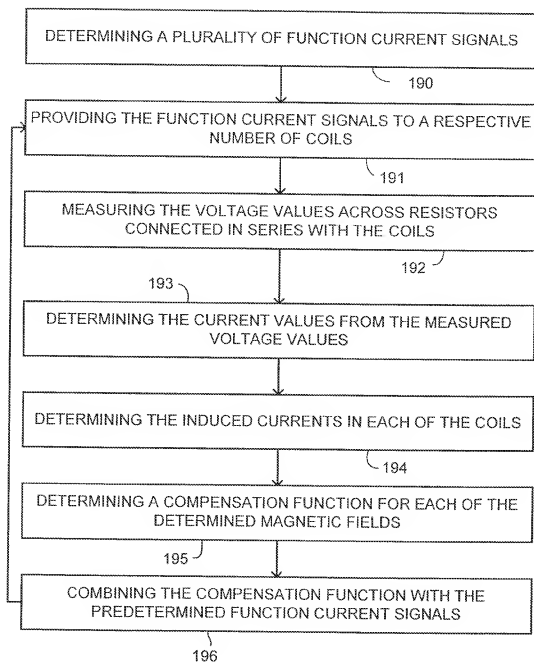 DETERMINING A PLURALITY OF FUNCTION CURRENT SIGNALS
190
PROVIDING THE FUNCTION CURRENT SIGNALS TO A RESPECTIVE
NUMBER OF COILS
191
MEASURING THE VOLTAGE VALUES ACROSS RESISTORS
CONNECTED IN SERIES WITH THE COILS
192
193
DETERMINING THE CURRENT VALUES FROM THE MEASURED
VOLTAGE VALUES
DETERMINING THE INDUCED CURRENTS IN EACH OF THE COILS
194
DETERMINING A COMPENSATION FUNCTION FOR EACH OF THE
DETERMINED MAGNETIC FIELDS
195
COMBINING THE COMPENSATION FUNCTION WITH THE
PREDETERMINED FUNCTION CURRENT SIGNALS
196